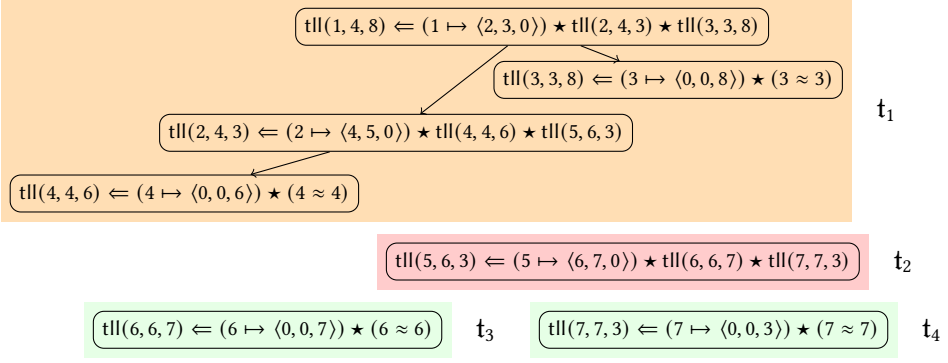 tll(1, 4, 8) ⇐ (1 ↦ ⟨2, 3, 0⟩) ★ tll(2, 4, 3) ★ tll(3, 3, 8)
tll(3, 3, 8) ⇐ (3 ↦ ⟨0, 0, 8⟩) ★ (3 ≈ 3)
𝔱₁
tll(2, 4, 3) ⇐ (2 ↦ ⟨4, 5, 0⟩) ★ tll(4, 4, 6) ★ tll(5, 6, 3)
tll(4, 4, 6) ⇐ (4 ↦ ⟨0, 0, 6⟩) ★ (4 ≈ 4)
tll(5, 6, 3) ⇐ (5 ↦ ⟨6, 7, 0⟩) ★ tll(6, 6, 7) ★ tll(7, 7, 3) 𝔱₂
tll(6, 6, 7) ⇐ (6 ↦ ⟨0, 0, 7⟩) ★ (6 ≈ 6) 𝔱₃ tll(7, 7, 3) ⇐ (7 ↦ ⟨0, 0, 3⟩) ★ (7 ≈ 7) 𝔱₄